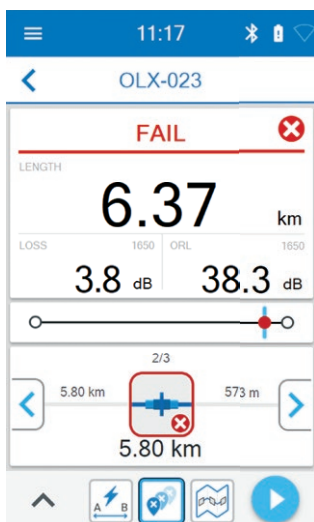 11:17
OLX-023
FAIL
LENGTH
6.37 km
LOSS 1650 ORL 1650
3.8 dB 38.3 dB
2/3
5.80 km 573 m
5.80 km
A B